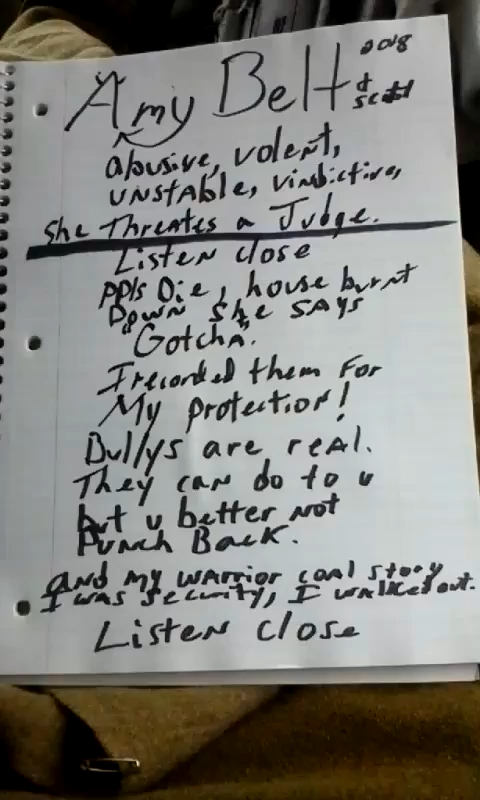 2018
Amy Belt
& scott
abusive, volent,
UNSTABLE, vindictive,
She Threates a Judge.
Listen close
ppls Die, house burnt
Down she says
"Gotcha".
I recorded them for
My protection!
Bullys are real.
They can do to u
but u better not
Punch Back.
and my warrior coal story
I was security, I walked out.
Listen close